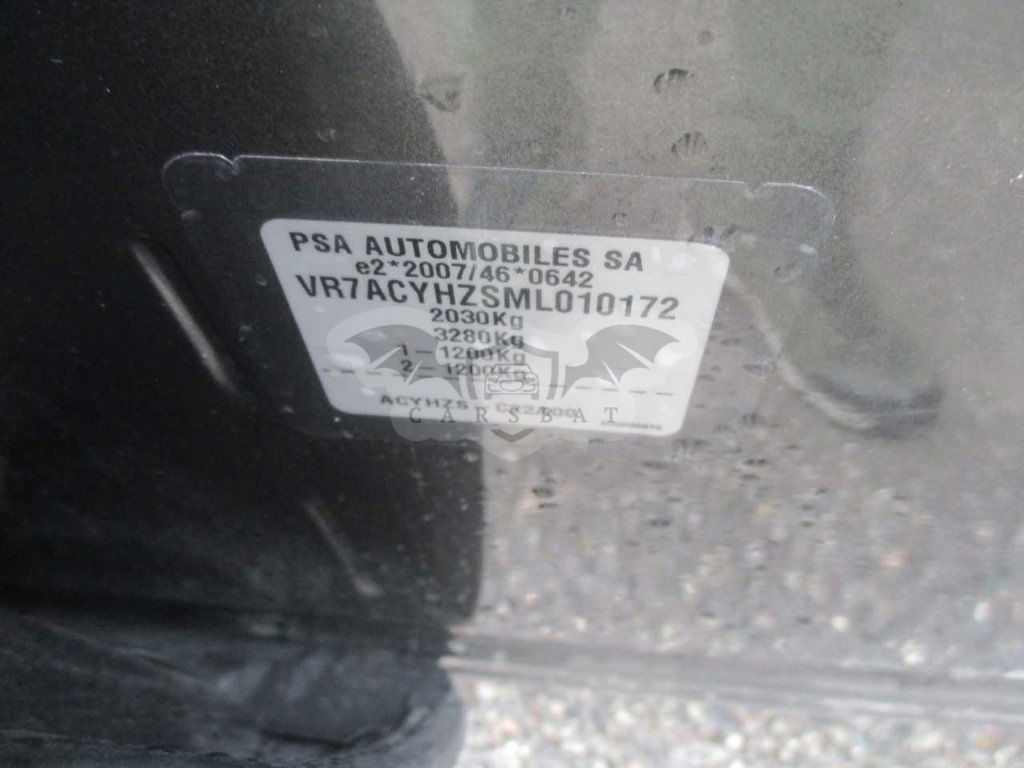 PSA AUTOMOBILES SA
e2*2007/46*0642
VR7ACYHZSML010172
2030Kg
3280Kg
1 - 1200Kg
2 - 1200Kg
ACYHZS
CARSBAT